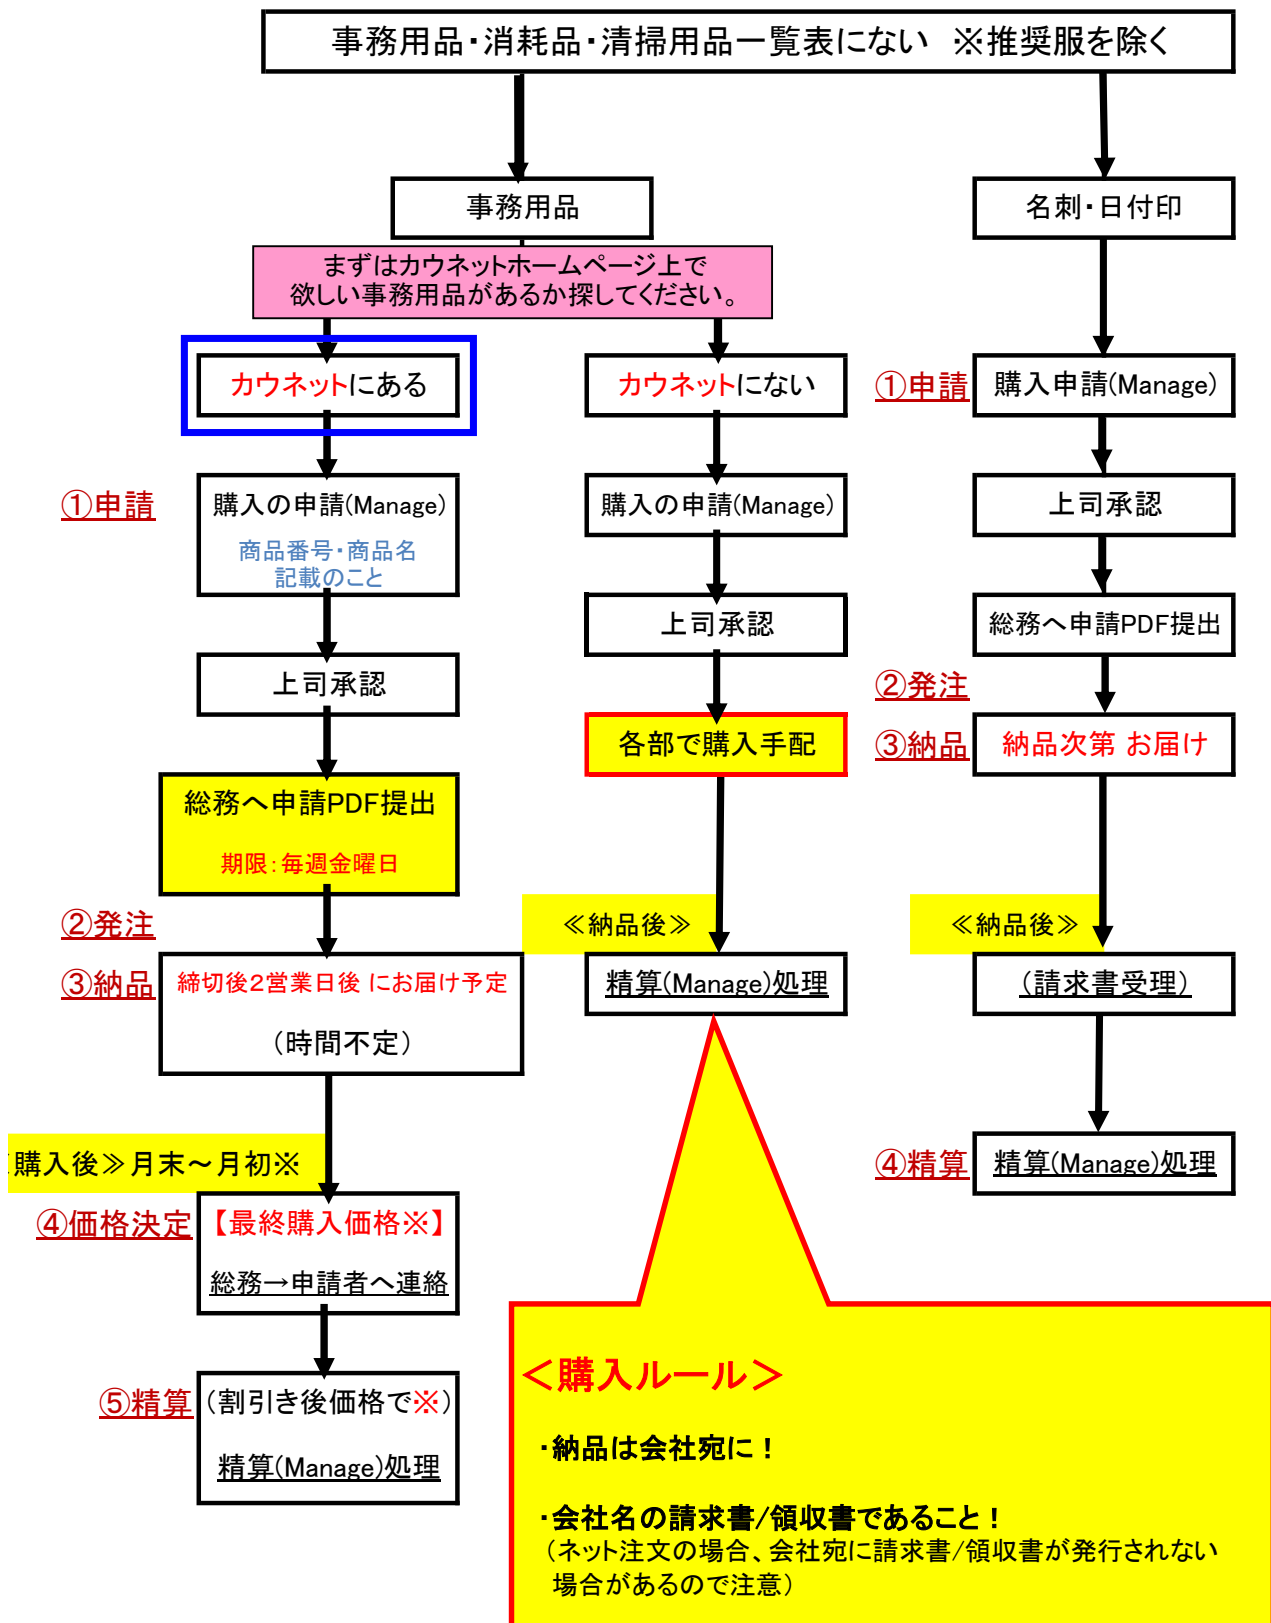 事務用品・消耗品・清掃用品一覧表にない ※推奨服を除く
事務用品
名刺・日付印
まずはカウネットホームページ上で
欲しい事務用品があるか探してください。
カウネットにある
カウネットにない
①申請
購入申請(Manage)
①申請
購入の申請(Manage)
商品番号・商品名
記載のこと
購入の申請(Manage)
上司承認
上司承認
総務へ申請PDF提出
上司承認
②発注
各部で購入手配
③納品
納品次第 お届け
総務へ申請PDF提出
期限：毎週金曜日
②発注
≪納品後≫
≪納品後≫
③納品
締切後2営業日後 にお届け予定
（時間不定）
精算(Manage)処理
(請求書受理)
購入後≫月末～月初※
④精算
精算(Manage)処理
④価格決定
【最終購入価格※】
総務→申請者へ連絡
⑤精算
(割引き後価格で※)
精算(Manage)処理
＜購入ルール＞
・納品は会社宛に！
・会社名の請求書/領収書であること！
（ネット注文の場合、会社宛に請求書/領収書が発行されない
場合があるので注意）